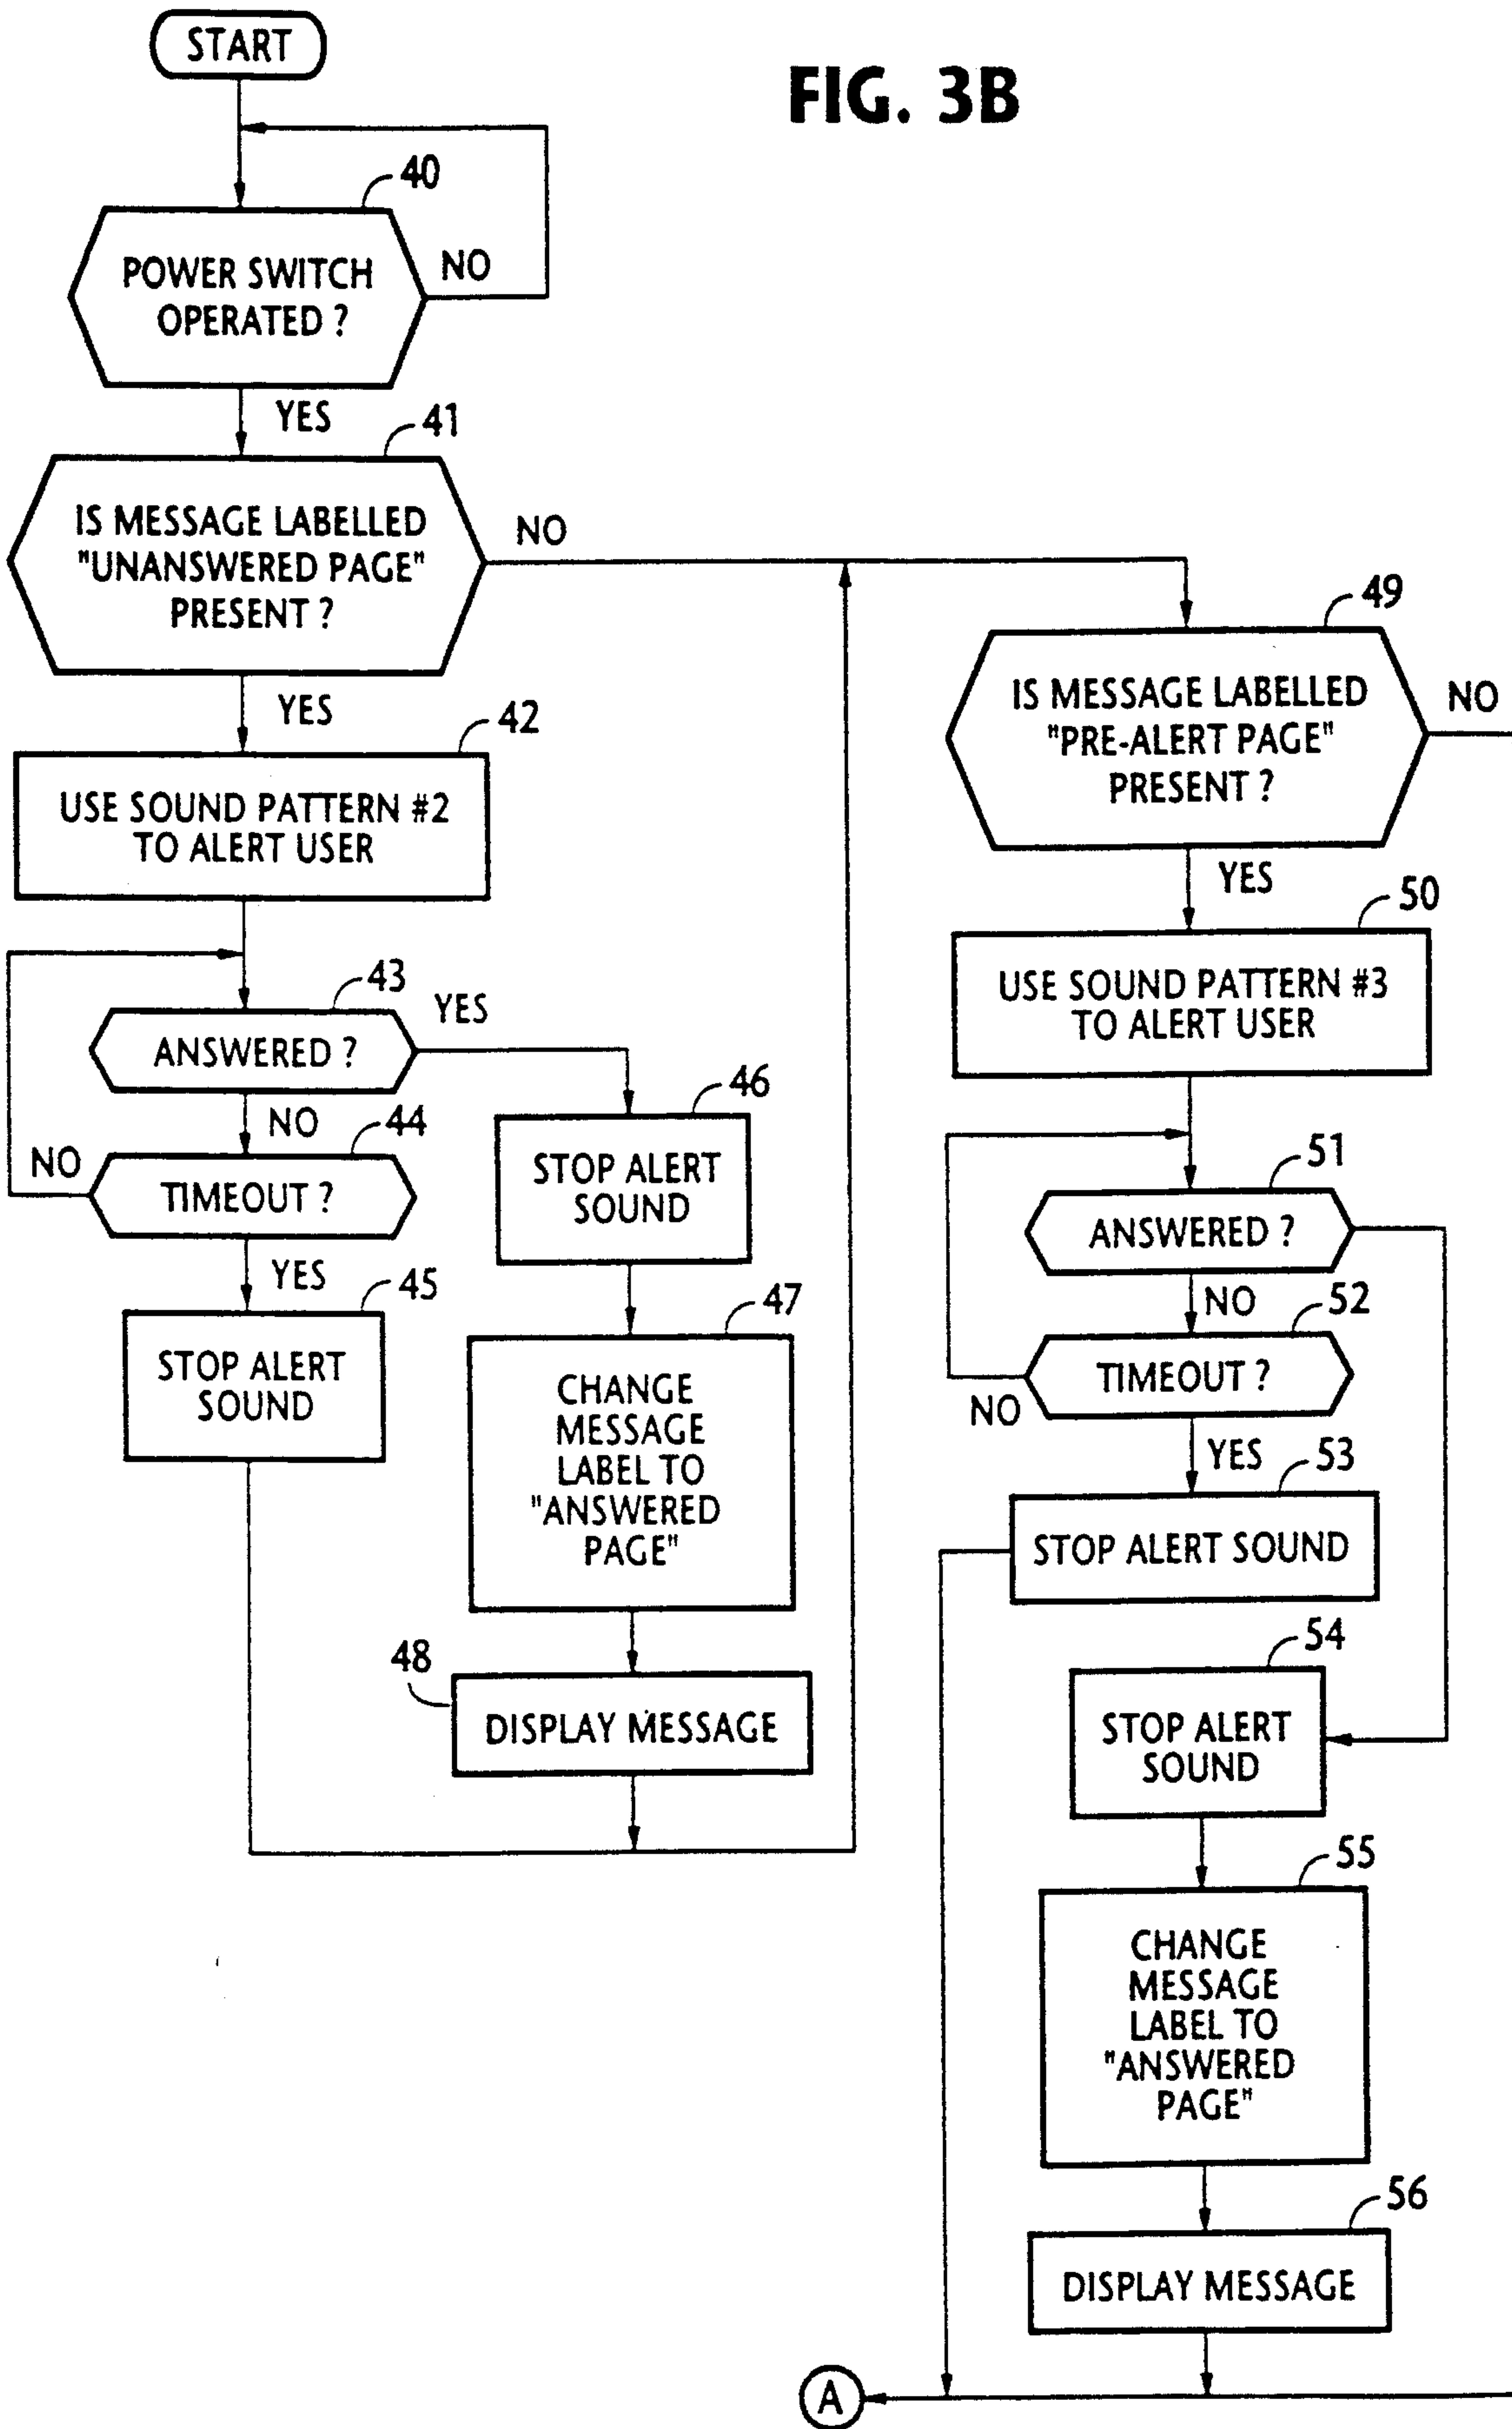 START
FIG. 3B
40
POWER SWITCH
OPERATED ?
NO
YES
41
IS MESSAGE LABELLED
"UNANSWERED PAGE"
PRESENT ?
NO
YES
42
USE SOUND PATTERN #2
TO ALERT USER
43
ANSWERED ?
YES
NO
44
TIMEOUT ?
NO
YES
45
STOP ALERT
SOUND
46
STOP ALERT
SOUND
47
CHANGE
MESSAGE
LABEL TO
"ANSWERED
PAGE"
48
DISPLAY MESSAGE
49
IS MESSAGE LABELLED
"PRE-ALERT PAGE"
PRESENT ?
NO
YES
50
USE SOUND PATTERN #3
TO ALERT USER
51
ANSWERED ?
NO
52
TIMEOUT ?
NO
YES
53
STOP ALERT SOUND
54
STOP ALERT
SOUND
55
CHANGE
MESSAGE
LABEL TO
"ANSWERED
PAGE"
56
DISPLAY MESSAGE
A